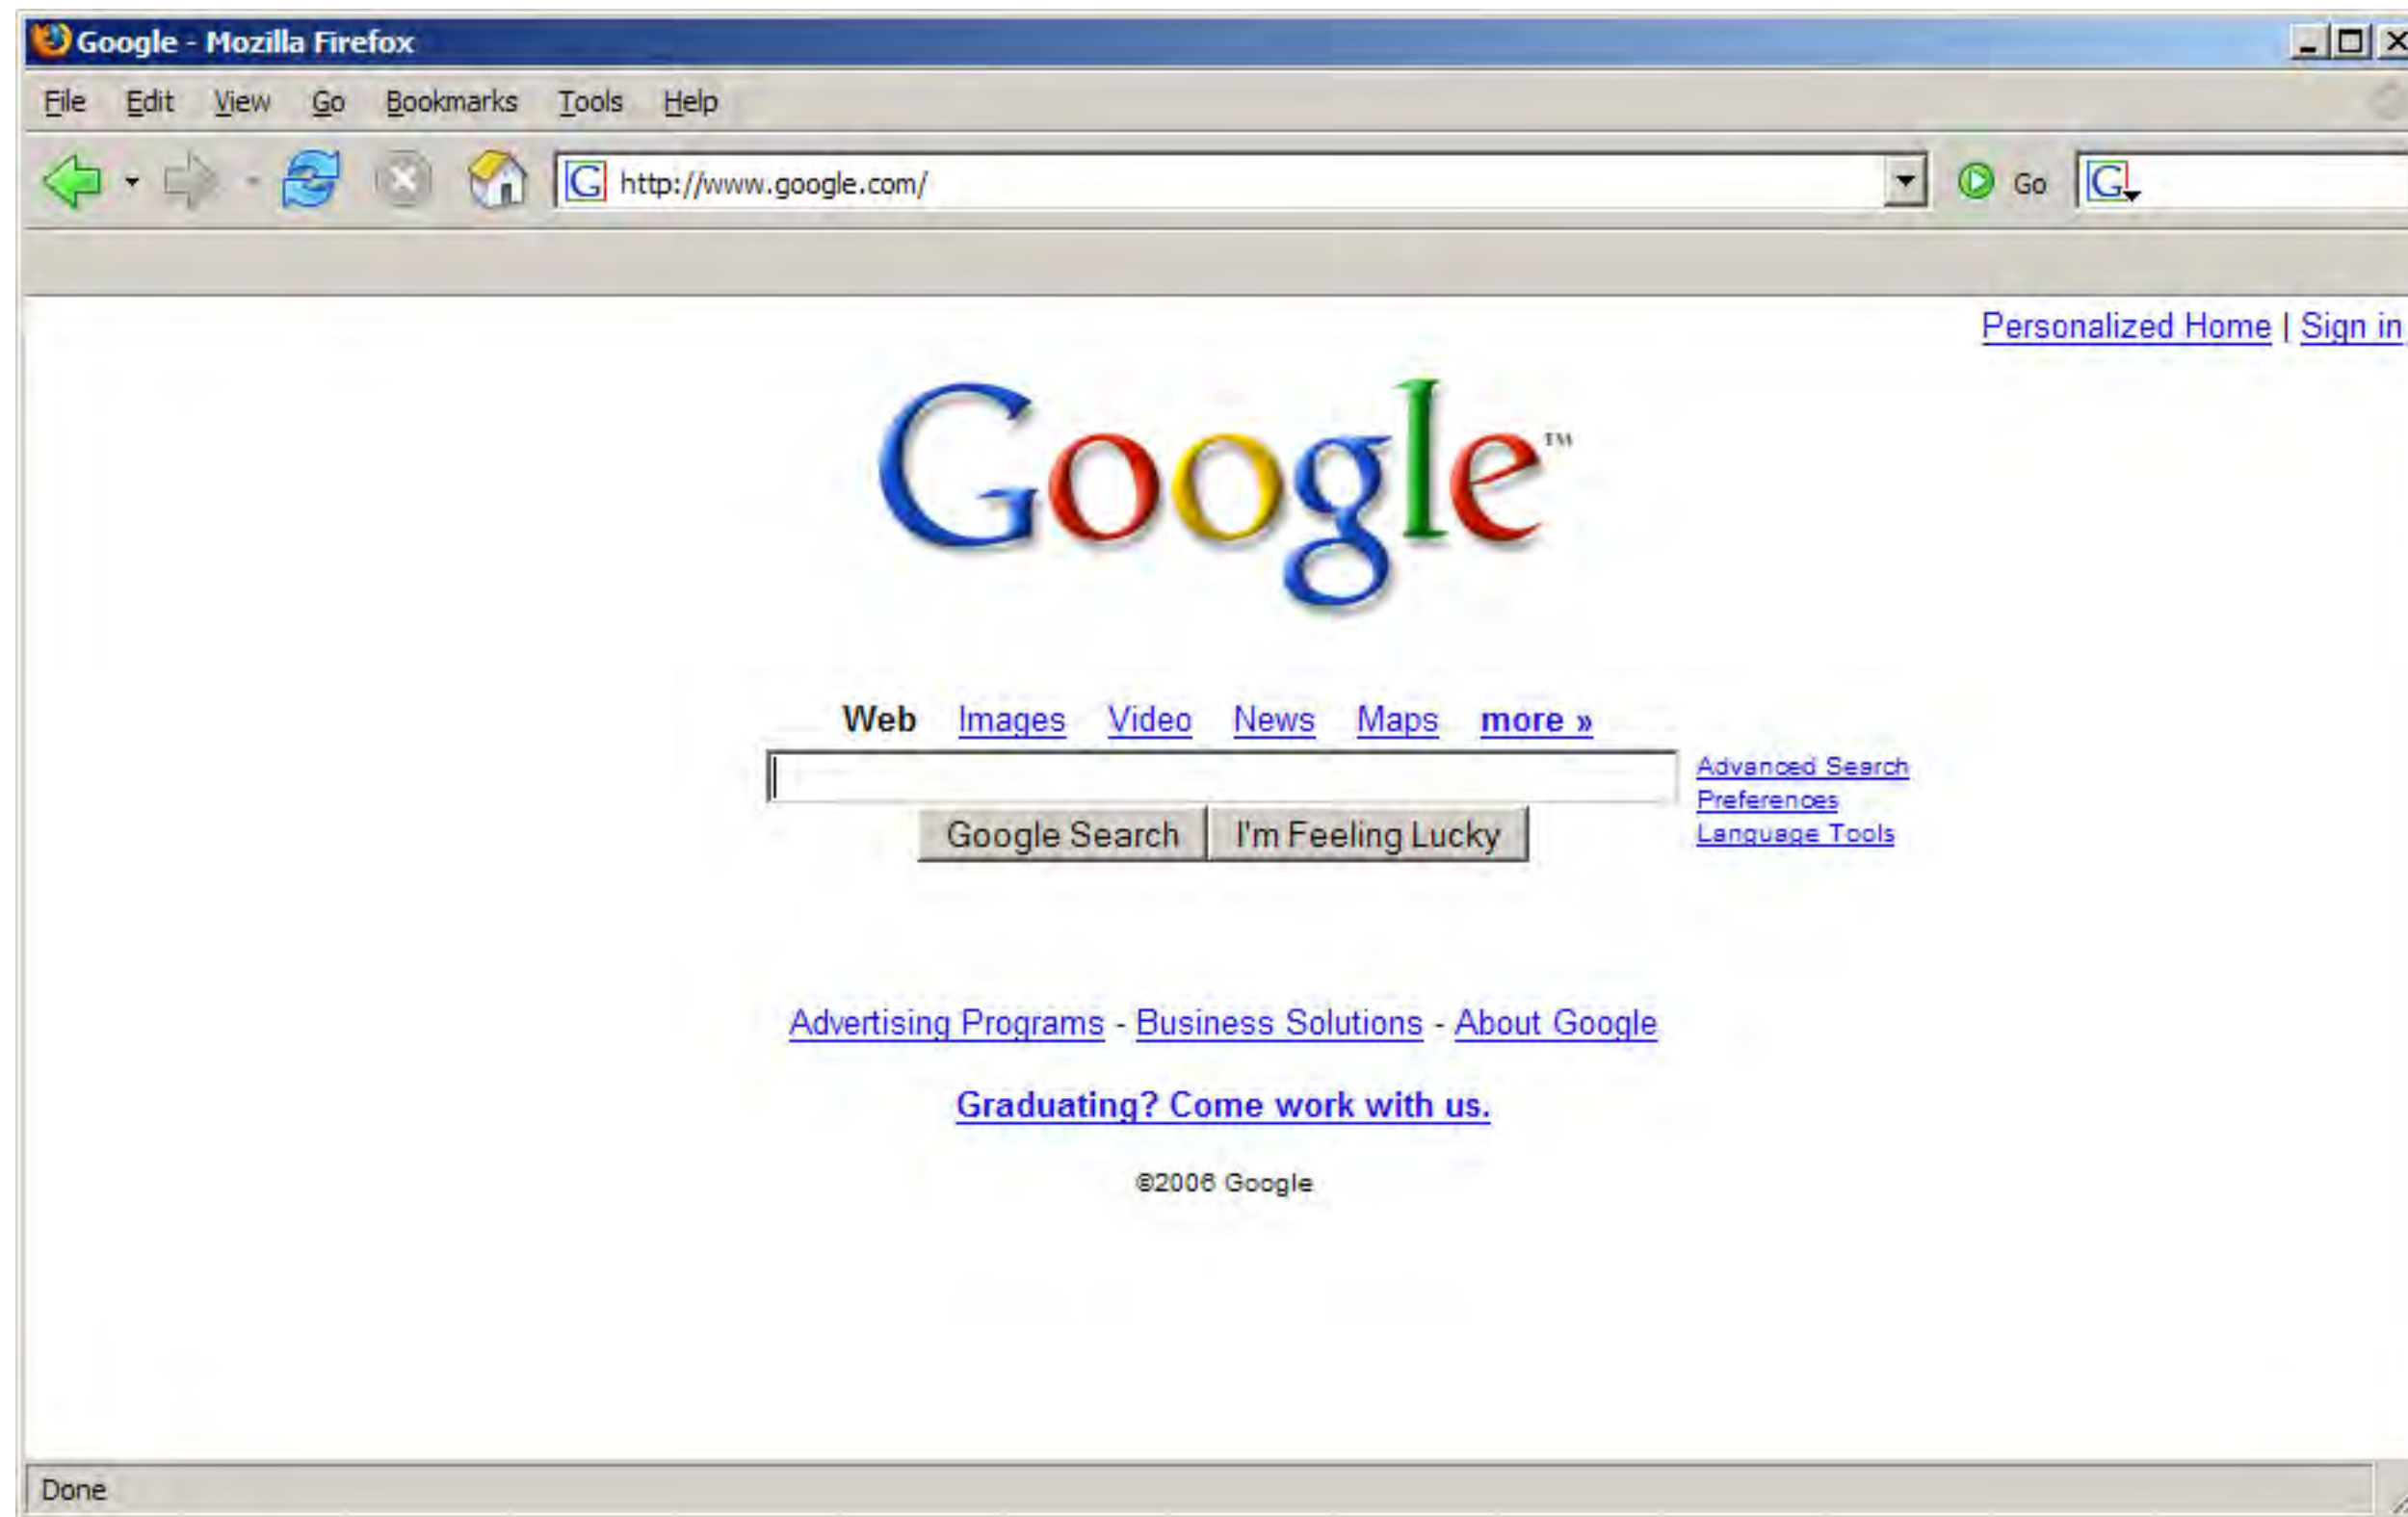 Google - Mozilla Firefox
File Edit View Go Bookmarks Tools Help
http://www.google.com/ Go
Personalized Home | Sign in
Google™
Web Images Video News Maps more »
Advanced Search
Preferences
Language Tools
Google Search I'm Feeling Lucky
Advertising Programs - Business Solutions - About Google
Graduating? Come work with us.
©2006 Google
Done